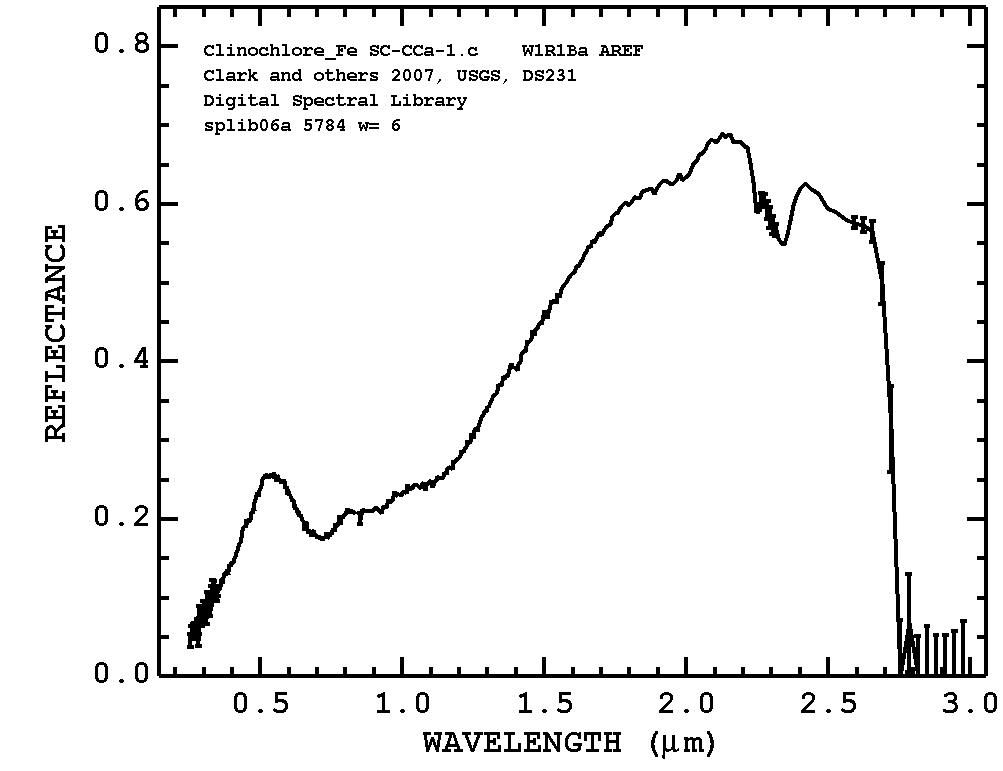 0.8
Clinochlore_Fe SC-CCa-1.c W1R1Ba AREF
Clark and others 2007, USGS, DS231
Digital Spectral Library
splib06a 5784 w= 6
0.6
REFLECTANCE
0.4
0.2
0.0
0.5 1.0 1.5 2.0 2.5 3.0
WAVELENGTH (μm)